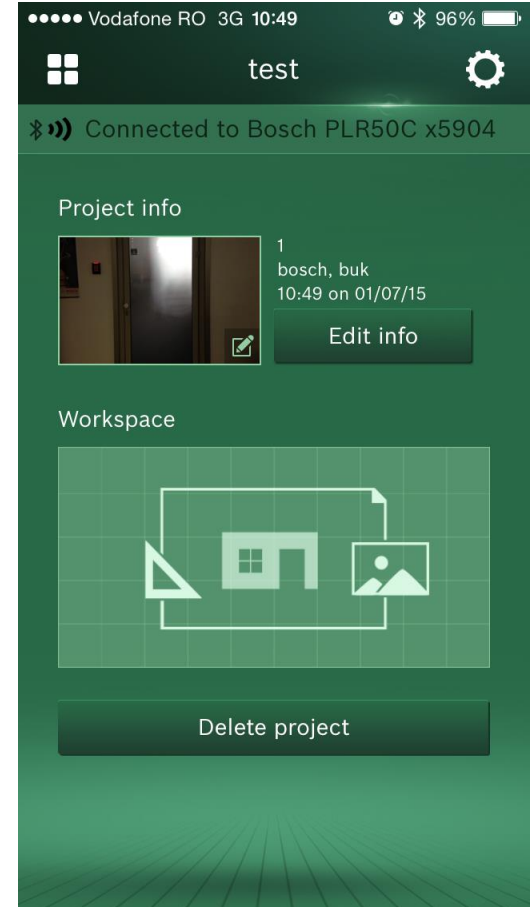 Vodafone RO 3G 10:49 96%
test
Connected to Bosch PLR50C x5904
Project info
1
bosch, buk
10:49 on 01/07/15
Edit info
Workspace
Delete project